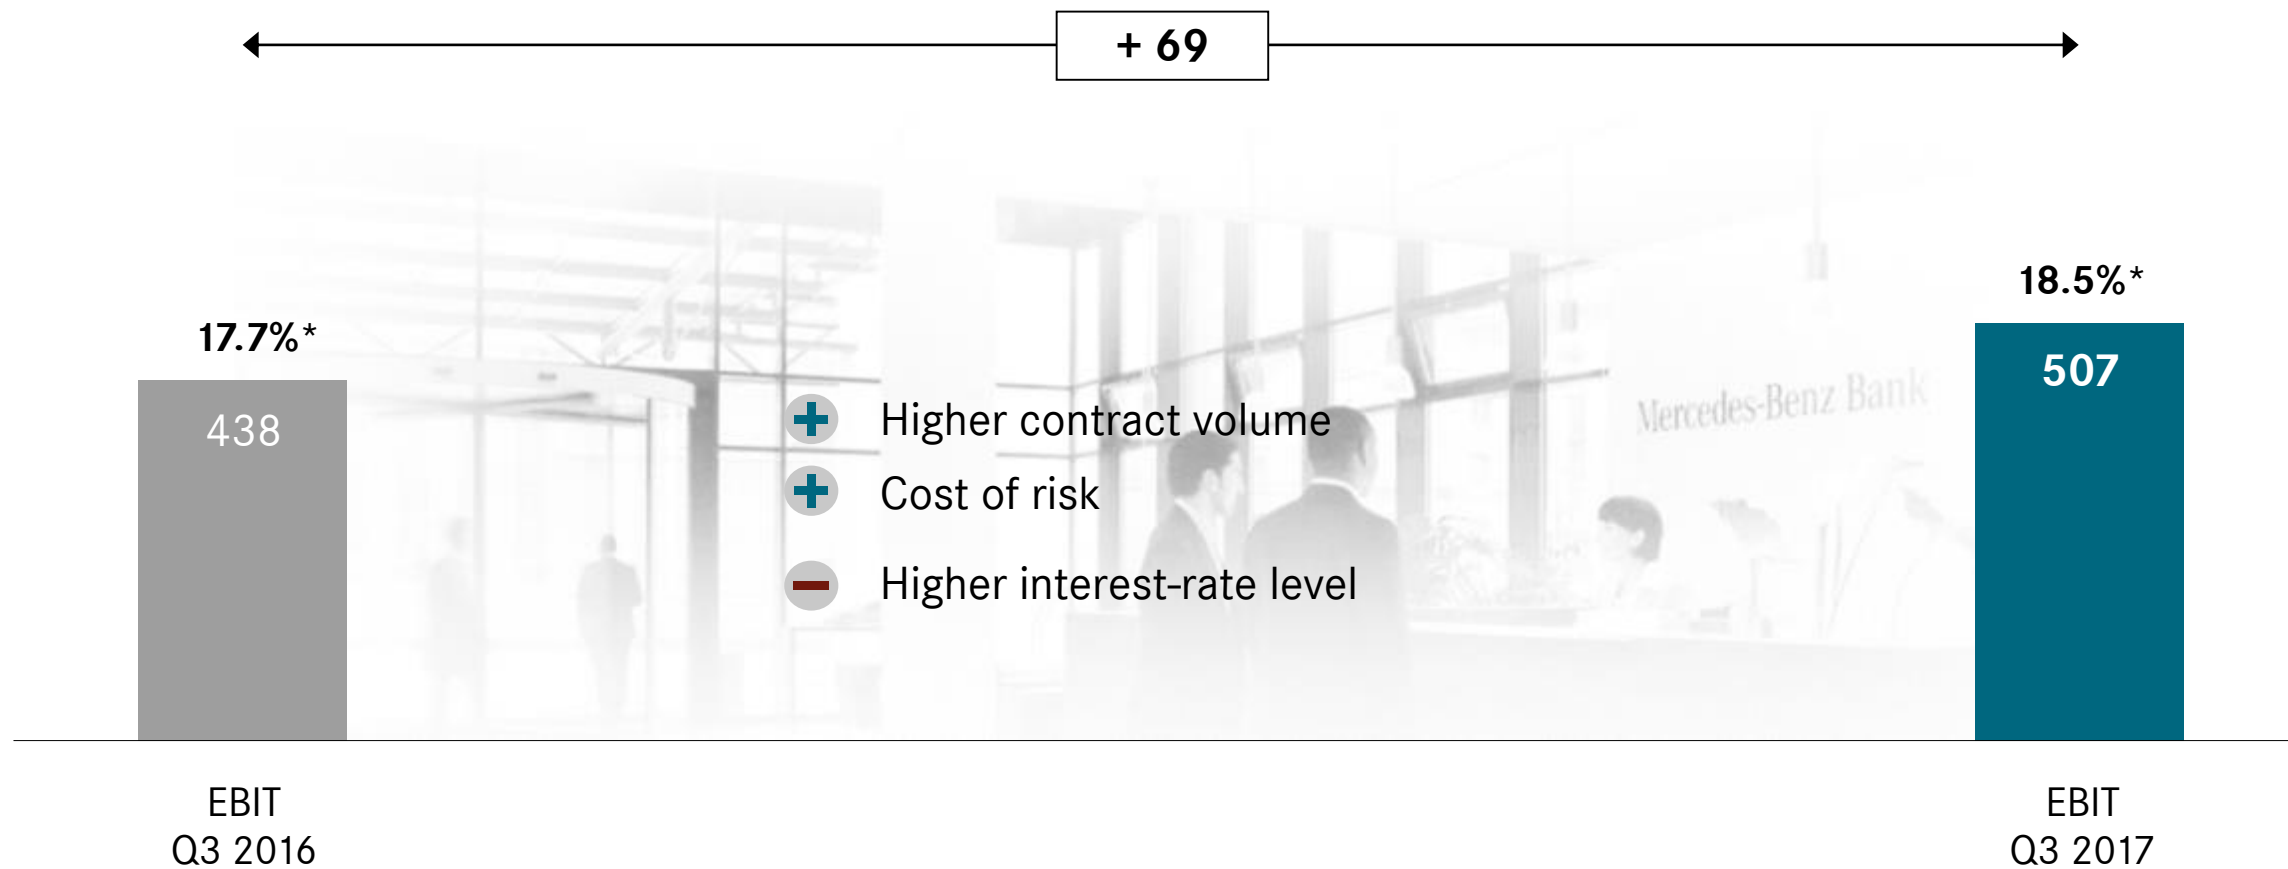 + 69
17.7%*
438
18.5%*
507
Higher contract volume
Cost of risk
Higher interest-rate level
Mercedes-Benz Bank
EBIT
Q3 2016
EBIT
Q3 2017